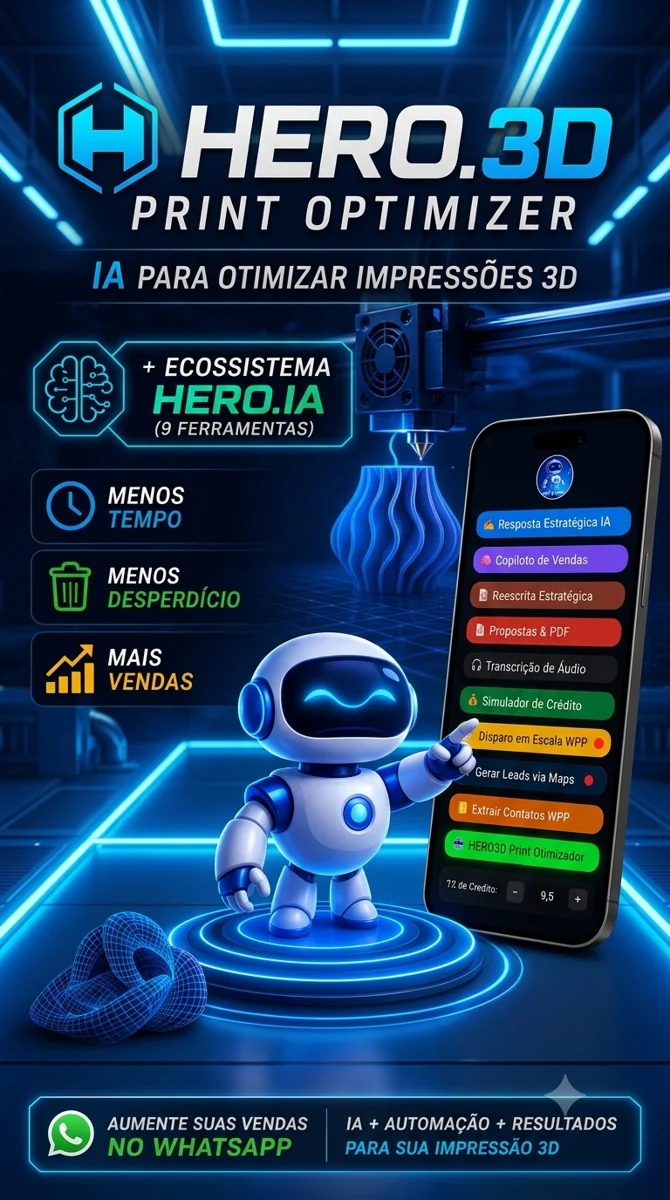 HERO.3D
PRINT OPTIMIZER
IA PARA OTIMIZAR IMPRESSÕES 3D
+ ECOSSISTEMA
HERO.IA
(9 FERRAMENTAS)
MENOS
TEMPO
MENOS
DESPERDÍCIO
MAIS
VENDAS
Resposta Estratégica IA
Copiloto de Vendas
Reescrita Estratégica
Propostas & PDF
Transcrição de Áudio
Simulador de Crédito
Disparo em Escala WPP
Gerar Leads via Maps
Extrair Contatos WPP
HERO3D Print Otimizador
de Credito:
- 9,5 +
AUMENTE SUAS VENDAS
NO WHATSAPP
IA + AUTOMAÇÃO + RESULTADOS
PARA SUA IMPRESSÃO 3D